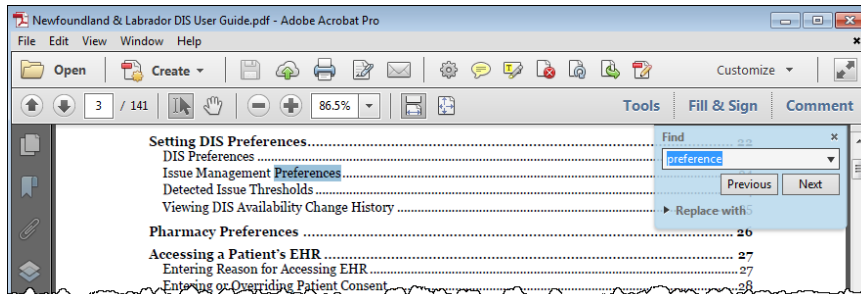 Newfoundland & Labrador DIS User Guide.pdf - Adobe Acrobat Pro
File Edit View Window Help
Open Create Customize
3 / 141 86.5% Tools Fill & Sign Comment
Find
preference
Previous Next
Replace with
Setting DIS Preferences 22
DIS Preferences
Issue Management Preferences
Detected Issue Thresholds
Viewing DIS Availability Change History
Pharmacy Preferences 26
Accessing a Patient's EHR 27
Entering Reason for Accessing EHR 27
Entering or Overriding Patient Consent 28